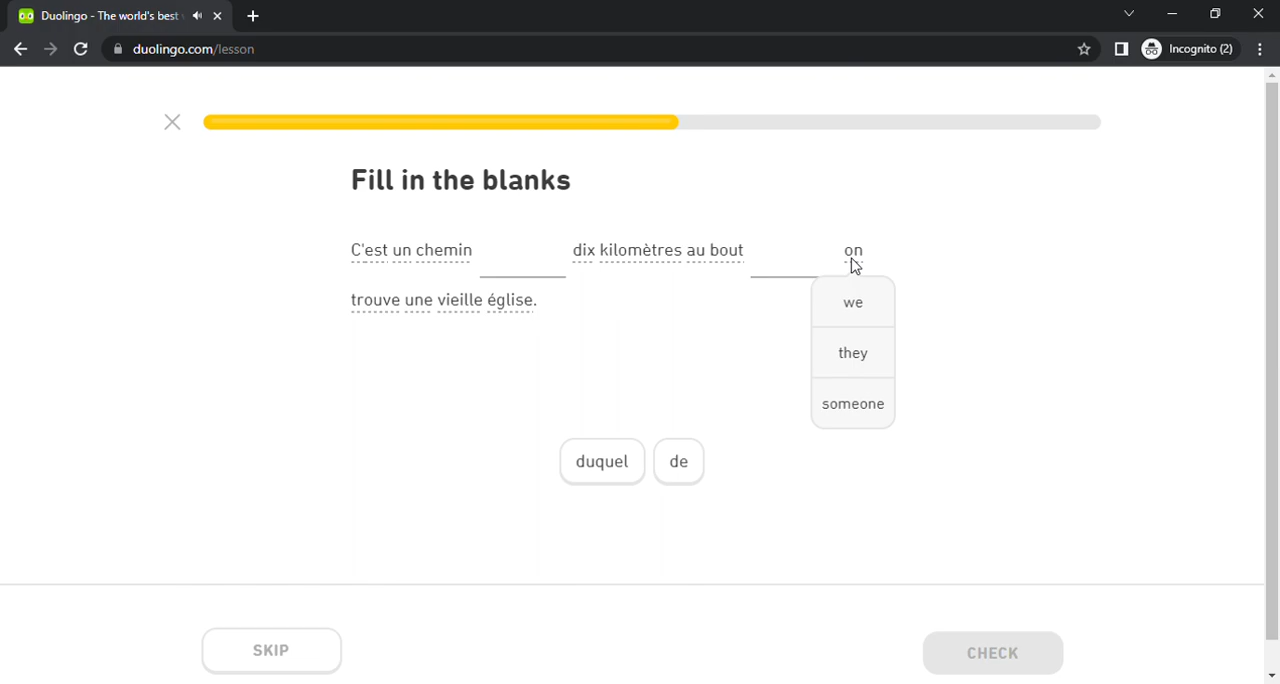 Duolingo - The world's best
duolingo.com/lesson
Incognito (2)
Fill in the blanks
C'est un chemin dix kilomètres au bout on
trouve une vieille église.
we
they
someone
duquel de
SKIP CHECK